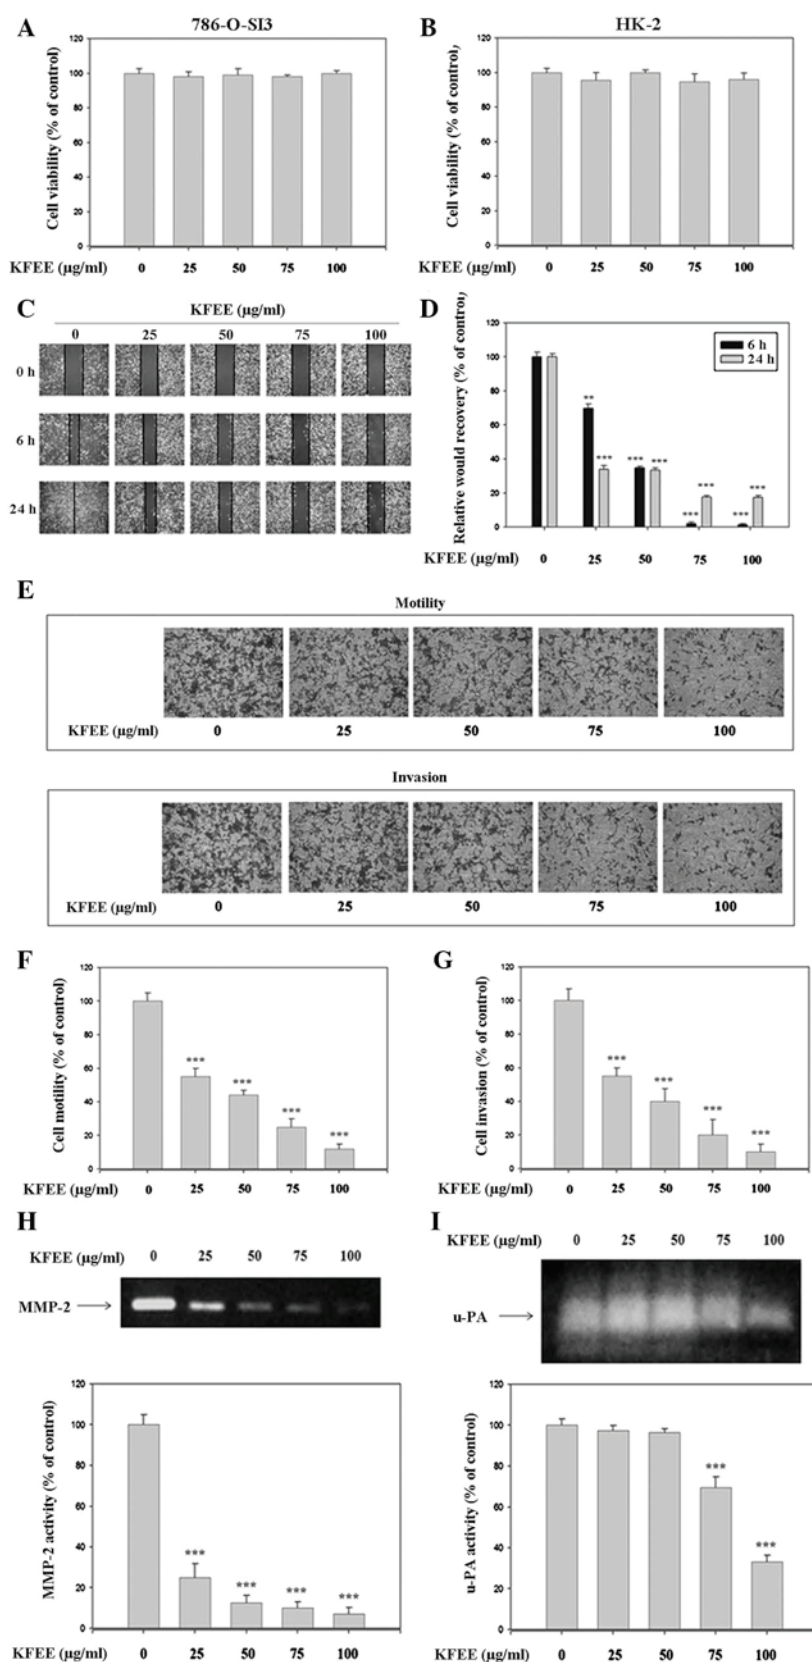 A
786-O-SI3
Cell viability (% of control)
120
100
80
60
40
20
0
KFEE (μg/ml)
0 25 50 75 100
B
HK-2
Cell viability (% of control)
120
100
80
60
40
20
0
KFEE (μg/ml)
0 25 50 75 100
C
KFEE (μg/ml)
0 25 50 75 100
0 h
6 h
24 h
D
Relative would recovery (% of control)
120
100
80
60
40
20
0
6 h
24 h
**
***
*** ***
***
***
***
***
KFEE (μg/ml)
0 25 50 75 100
E
Motility
KFEE (μg/ml)
0 25 50 75 100
Invasion
KFEE (μg/ml)
0 25 50 75 100
F
Cell motility (% of control)
120
100
80
60
40
20
0
***
***
***
***
KFEE (μg/ml)
0 25 50 75 100
G
Cell invasion (% of control)
120
100
80
60
40
20
0
***
***
***
***
KFEE (μg/ml)
0 25 50 75 100
H
KFEE (μg/ml)
0 25 50 75 100
MMP-2
MMP-2 activity (% of control)
120
100
80
60
40
20
0
***
***
***
***
KFEE (μg/ml)
0 25 50 75 100
I
KFEE (μg/ml)
0 25 50 75 100
u-PA
u-PA activity (% of control)
120
100
80
60
40
20
0
***
***
KFEE (μg/ml)
0 25 50 75 100